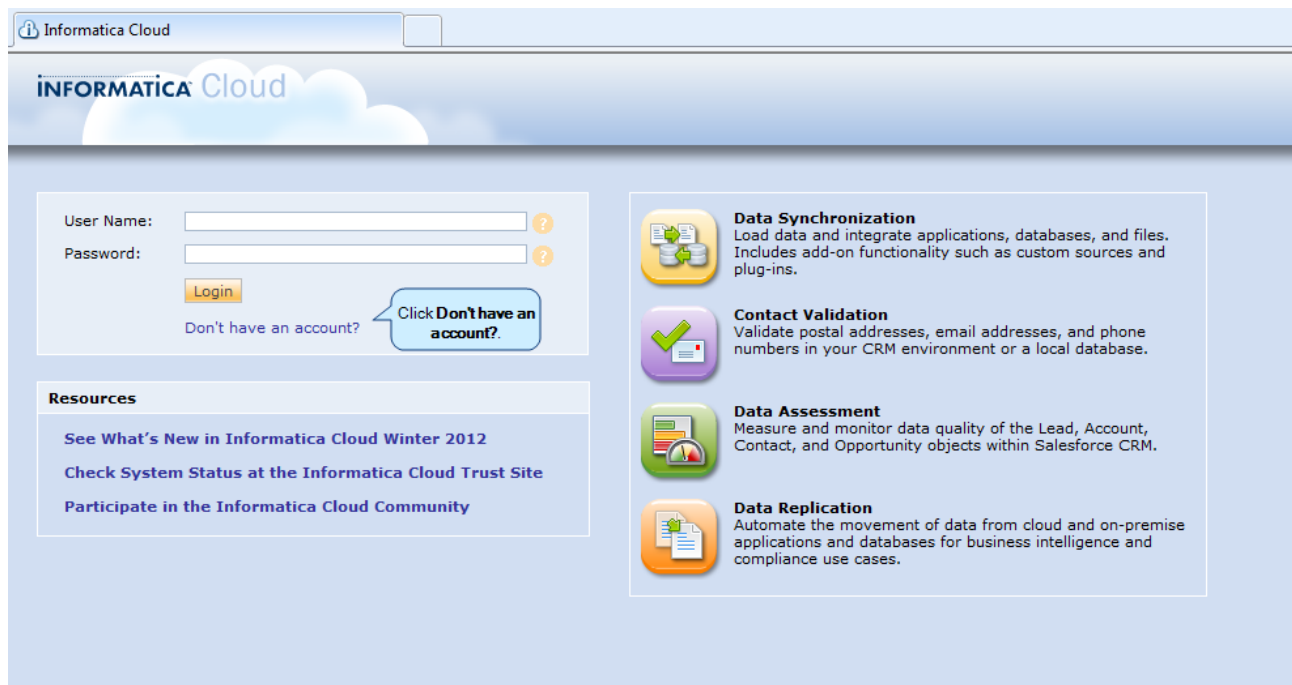 Informatica Cloud
INFORMATICA Cloud
User Name:
?
Password:
?
Login
Don't have an account?
Click Don't have an
account?.
Resources
See What's New in Informatica Cloud Winter 2012
Check System Status at the Informatica Cloud Trust Site
Participate in the Informatica Cloud Community
Data Synchronization
Load data and integrate applications, databases, and files.
Includes add-on functionality such as custom sources and
plug-ins.
Contact Validation
Validate postal addresses, email addresses, and phone
numbers in your CRM environment or a local database.
Data Assessment
Measure and monitor data quality of the Lead, Account,
Contact, and Opportunity objects within Salesforce CRM.
Data Replication
Automate the movement of data from cloud and on-premise
applications and databases for business intelligence and
compliance use cases.